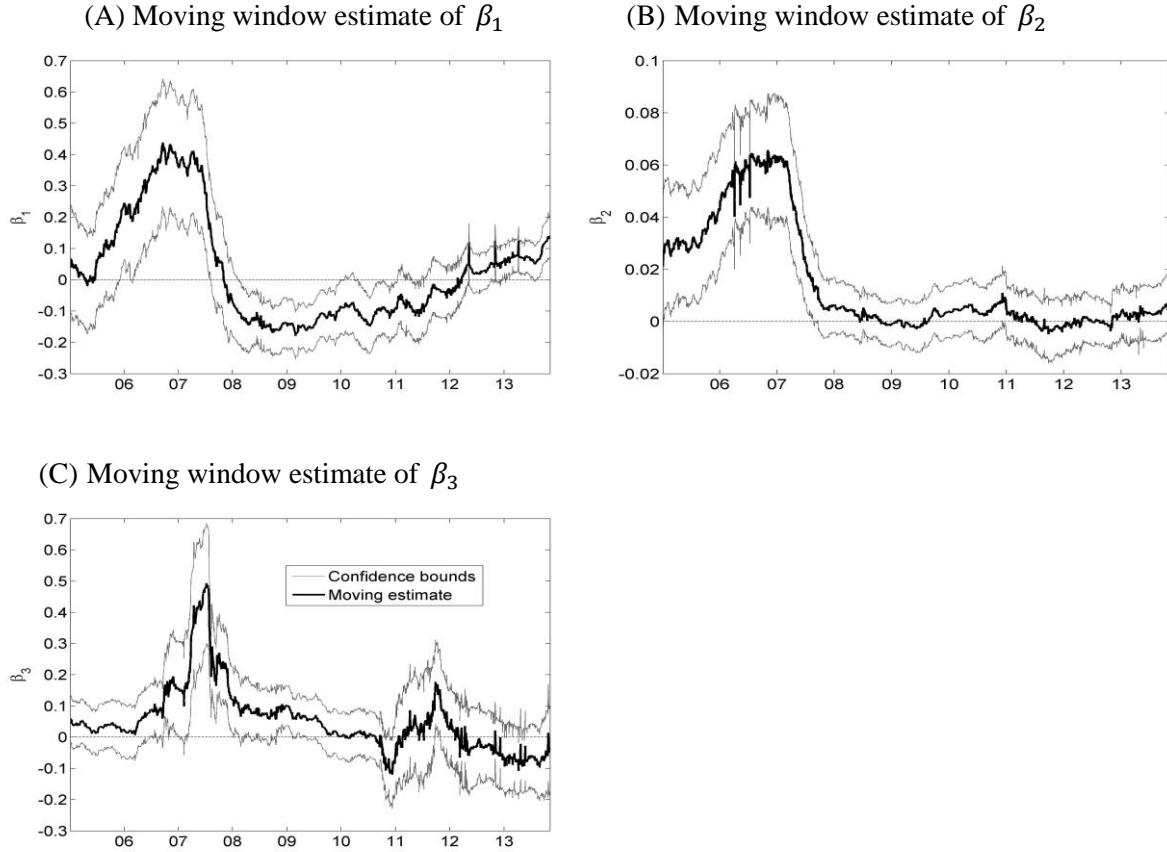 (A) Moving window estimate of β₁
(B) Moving window estimate of β₂
0.7
0.6
0.5
0.4
0.3
0.2
0.1
0
-0.1
-0.2
-0.3
β₁
06 07 08 09 10 11 12 13
0.1
0.08
0.06
0.04
0.02
0
-0.02
β₂
06 07 08 09 10 11 12 13
(C) Moving window estimate of β₃
0.7
0.6
0.5
0.4
0.3
0.2
0.1
0
-0.1
-0.2
-0.3
β₃
Confidence bounds
Moving estimate
06 07 08 09 10 11 12 13